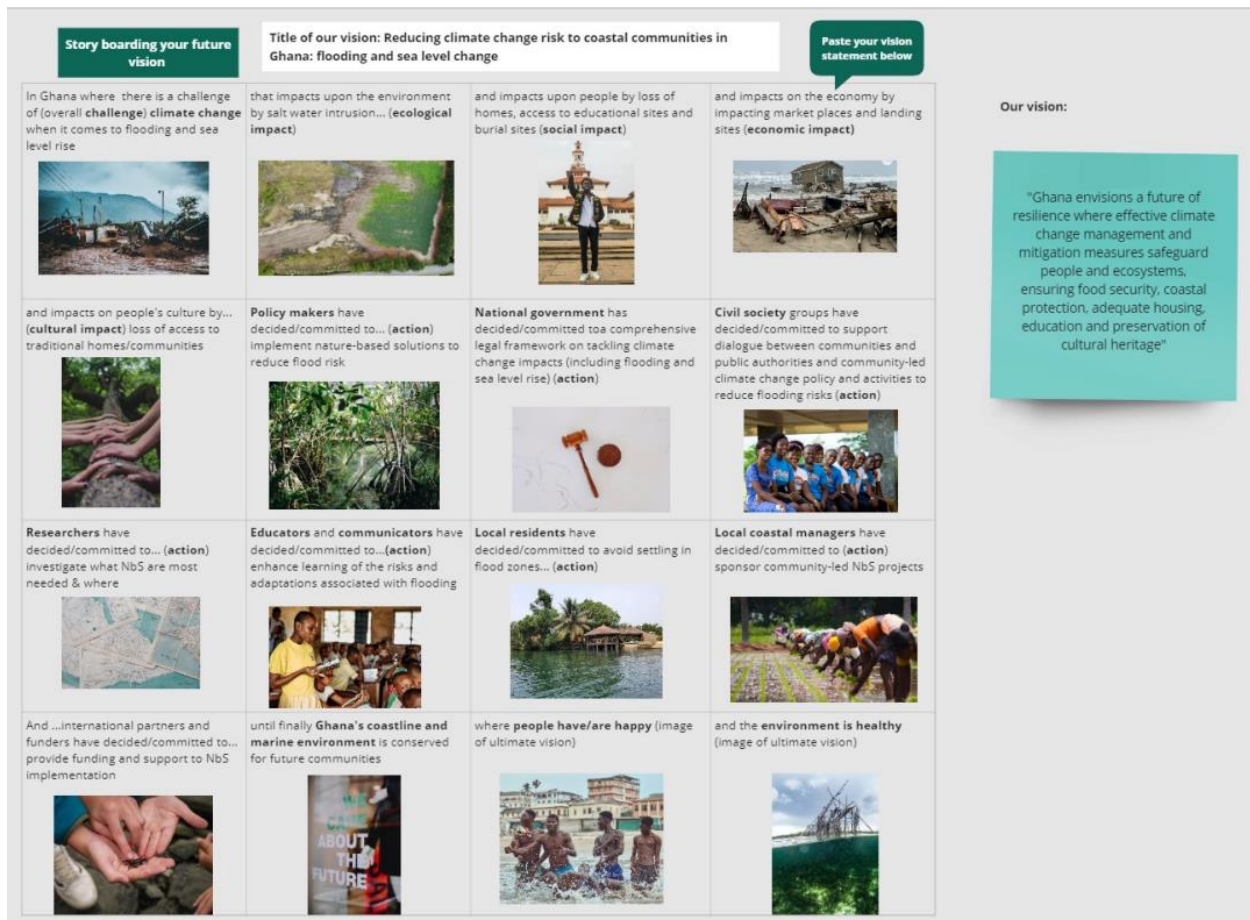 Story boarding your future
vision
Title of our vision: Reducing climate change risk to coastal communities in
Ghana: flooding and sea level change
Paste your vision
statement below
In Ghana where there is a challenge
of (overall challenge) climate change
when it comes to flooding and sea
level rise
that impacts upon the environment
by salt water intrusion... (ecological
impact)
and impacts upon people by loss of
homes, access to educational sites and
burial sites (social impact)
and impacts on the economy by
impacting market places and landing
sites (economic impact)
Our vision:
"Ghana envisions a future of
resilience where effective climate
change management and
mitigation measures safeguard
people and ecosystems,
ensuring food security, coastal
protection, adequate housing,
education and preservation of
cultural heritage"
and impacts on people's culture by...
(cultural impact) loss of access to
traditional homes/communities
Policy makers have
decided/committed to... (action)
implement nature-based solutions to
reduce flood risk
National government has
decided/committed toa comprehensive
legal framework on tackling climate
change impacts (including flooding and
sea level rise) (action)
Civil society groups have
decided/committed to support
dialogue between communities and
public authorities and community-led
climate change policy and activities to
reduce flooding risks (action)
Researchers have
decided/committed to... (action)
investigate what NbS are most
needed & where
Educators and communicators have
decided/committed to...(action)
enhance learning of the risks and
adaptations associated with flooding
Local residents have
decided/committed to avoid settling in
flood zones... (action)
Local coastal managers have
decided/committed to (action)
sponsor community-led NbS projects
And ...international partners and
funders have decided/committed to...
provide funding and support to NbS
implementation
until finally Ghana's coastline and
marine environment is conserved
for future communities
WE
CARE
ABOUT
THE
FUTURE
where people have/are happy (image
of ultimate vision)
and the environment is healthy
(image of ultimate vision)